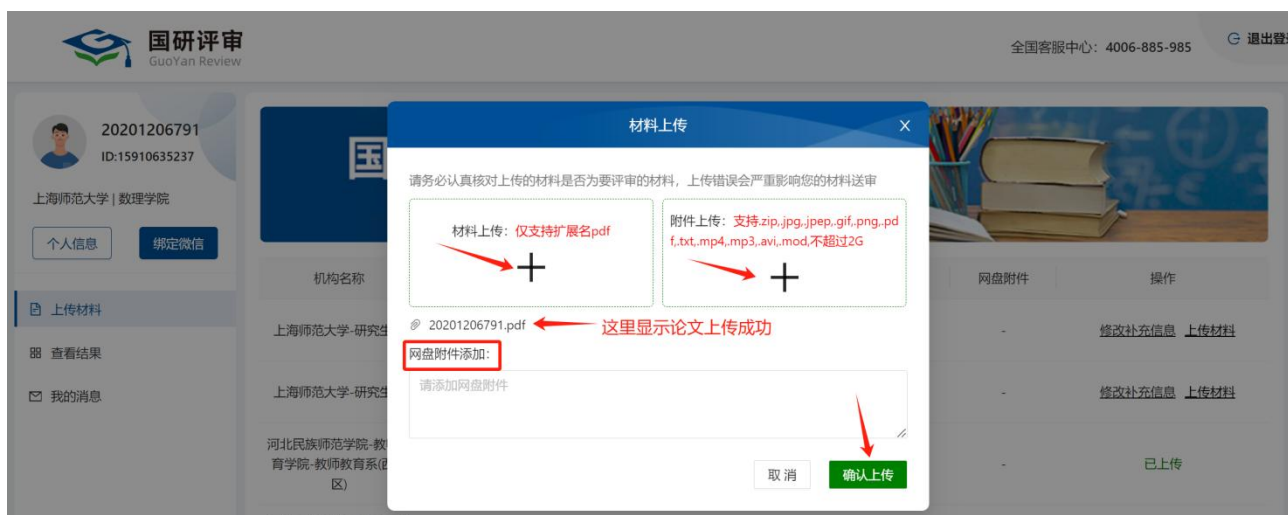 国研评审
GuoYan Review
全国客服中心：4006-885-985
退出登
20201206791
ID:15910635237
上海师范大学 | 数理学院
个人信息
绑定微信
上传材料
查看结果
我的消息
国
材料上传
X
请务必认真核对上传的材料是否为要评审的材料，上传错误会严重影响您的材料送审
材料上传：仅支持扩展名pdf
附件上传：支持.zip,.jpg,.jpep,.gif,.png,.pd
f,.txt,.mp4,.mp3,.avi,.mod,不超过2G
20201206791.pdf
这里显示论文上传成功
网盘附件添加：
请添加网盘附件
取消
确认上传
机构名称
网盘附件
操作
上海师范大学-研究生
-
修改补充信息 上传材料
上海师范大学-研究生
-
修改补充信息 上传材料
河北民族师范学院-教
育学院-教师教育系(西
区)
-
已上传